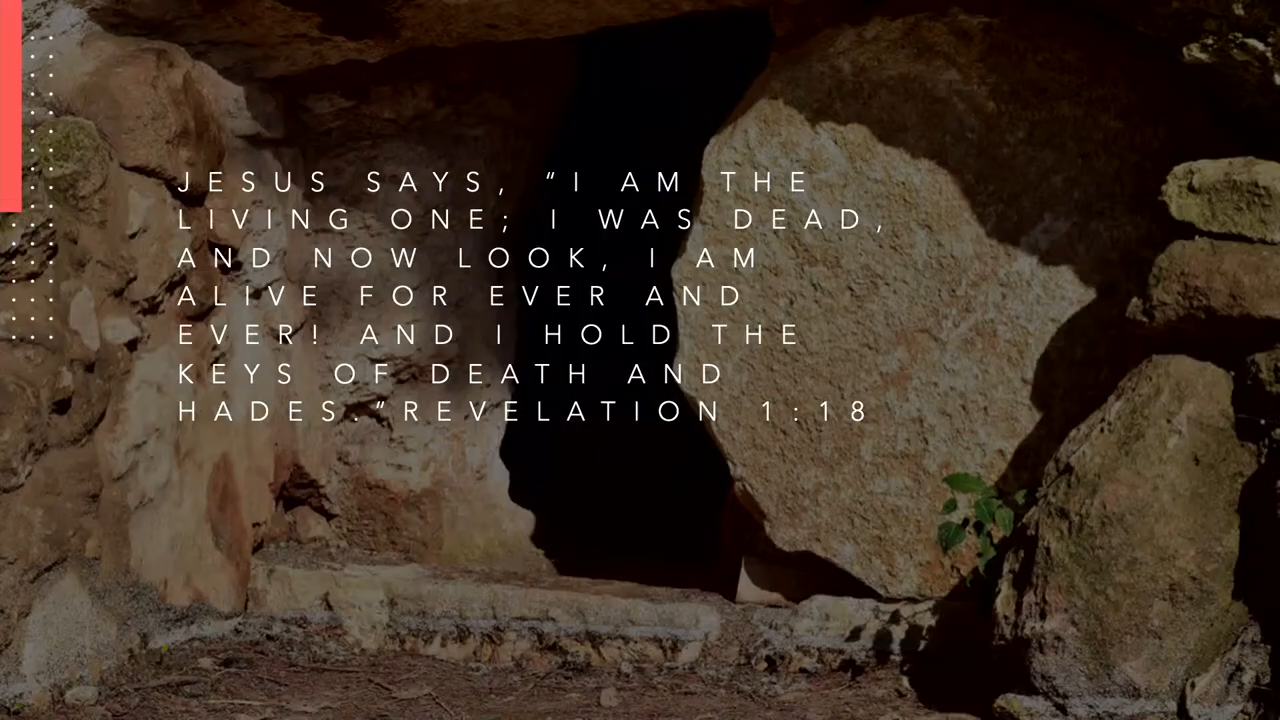 JESUS SAYS, “I AM THE
LIVING ONE; I WAS DEAD,
AND NOW LOOK, I AM
ALIVE FOR EVER AND
EVER! AND I HOLD THE
KEYS OF DEATH AND
HADES.”REVELATION 1:18